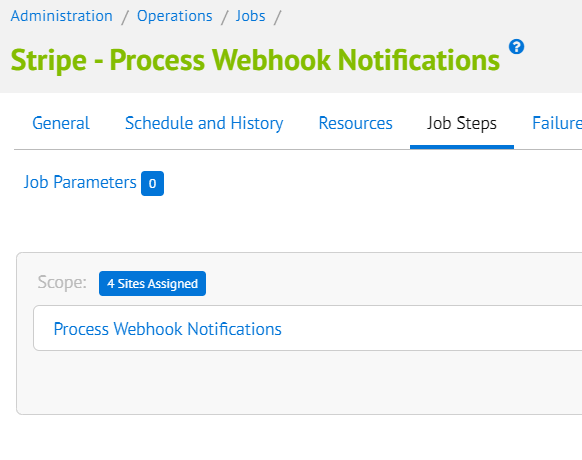 Administration / Operations / Jobs /
Stripe - Process Webhook Notifications ?
General Schedule and History Resources Job Steps Failure
Job Parameters 0
Scope: 4 Sites Assigned
Process Webhook Notifications